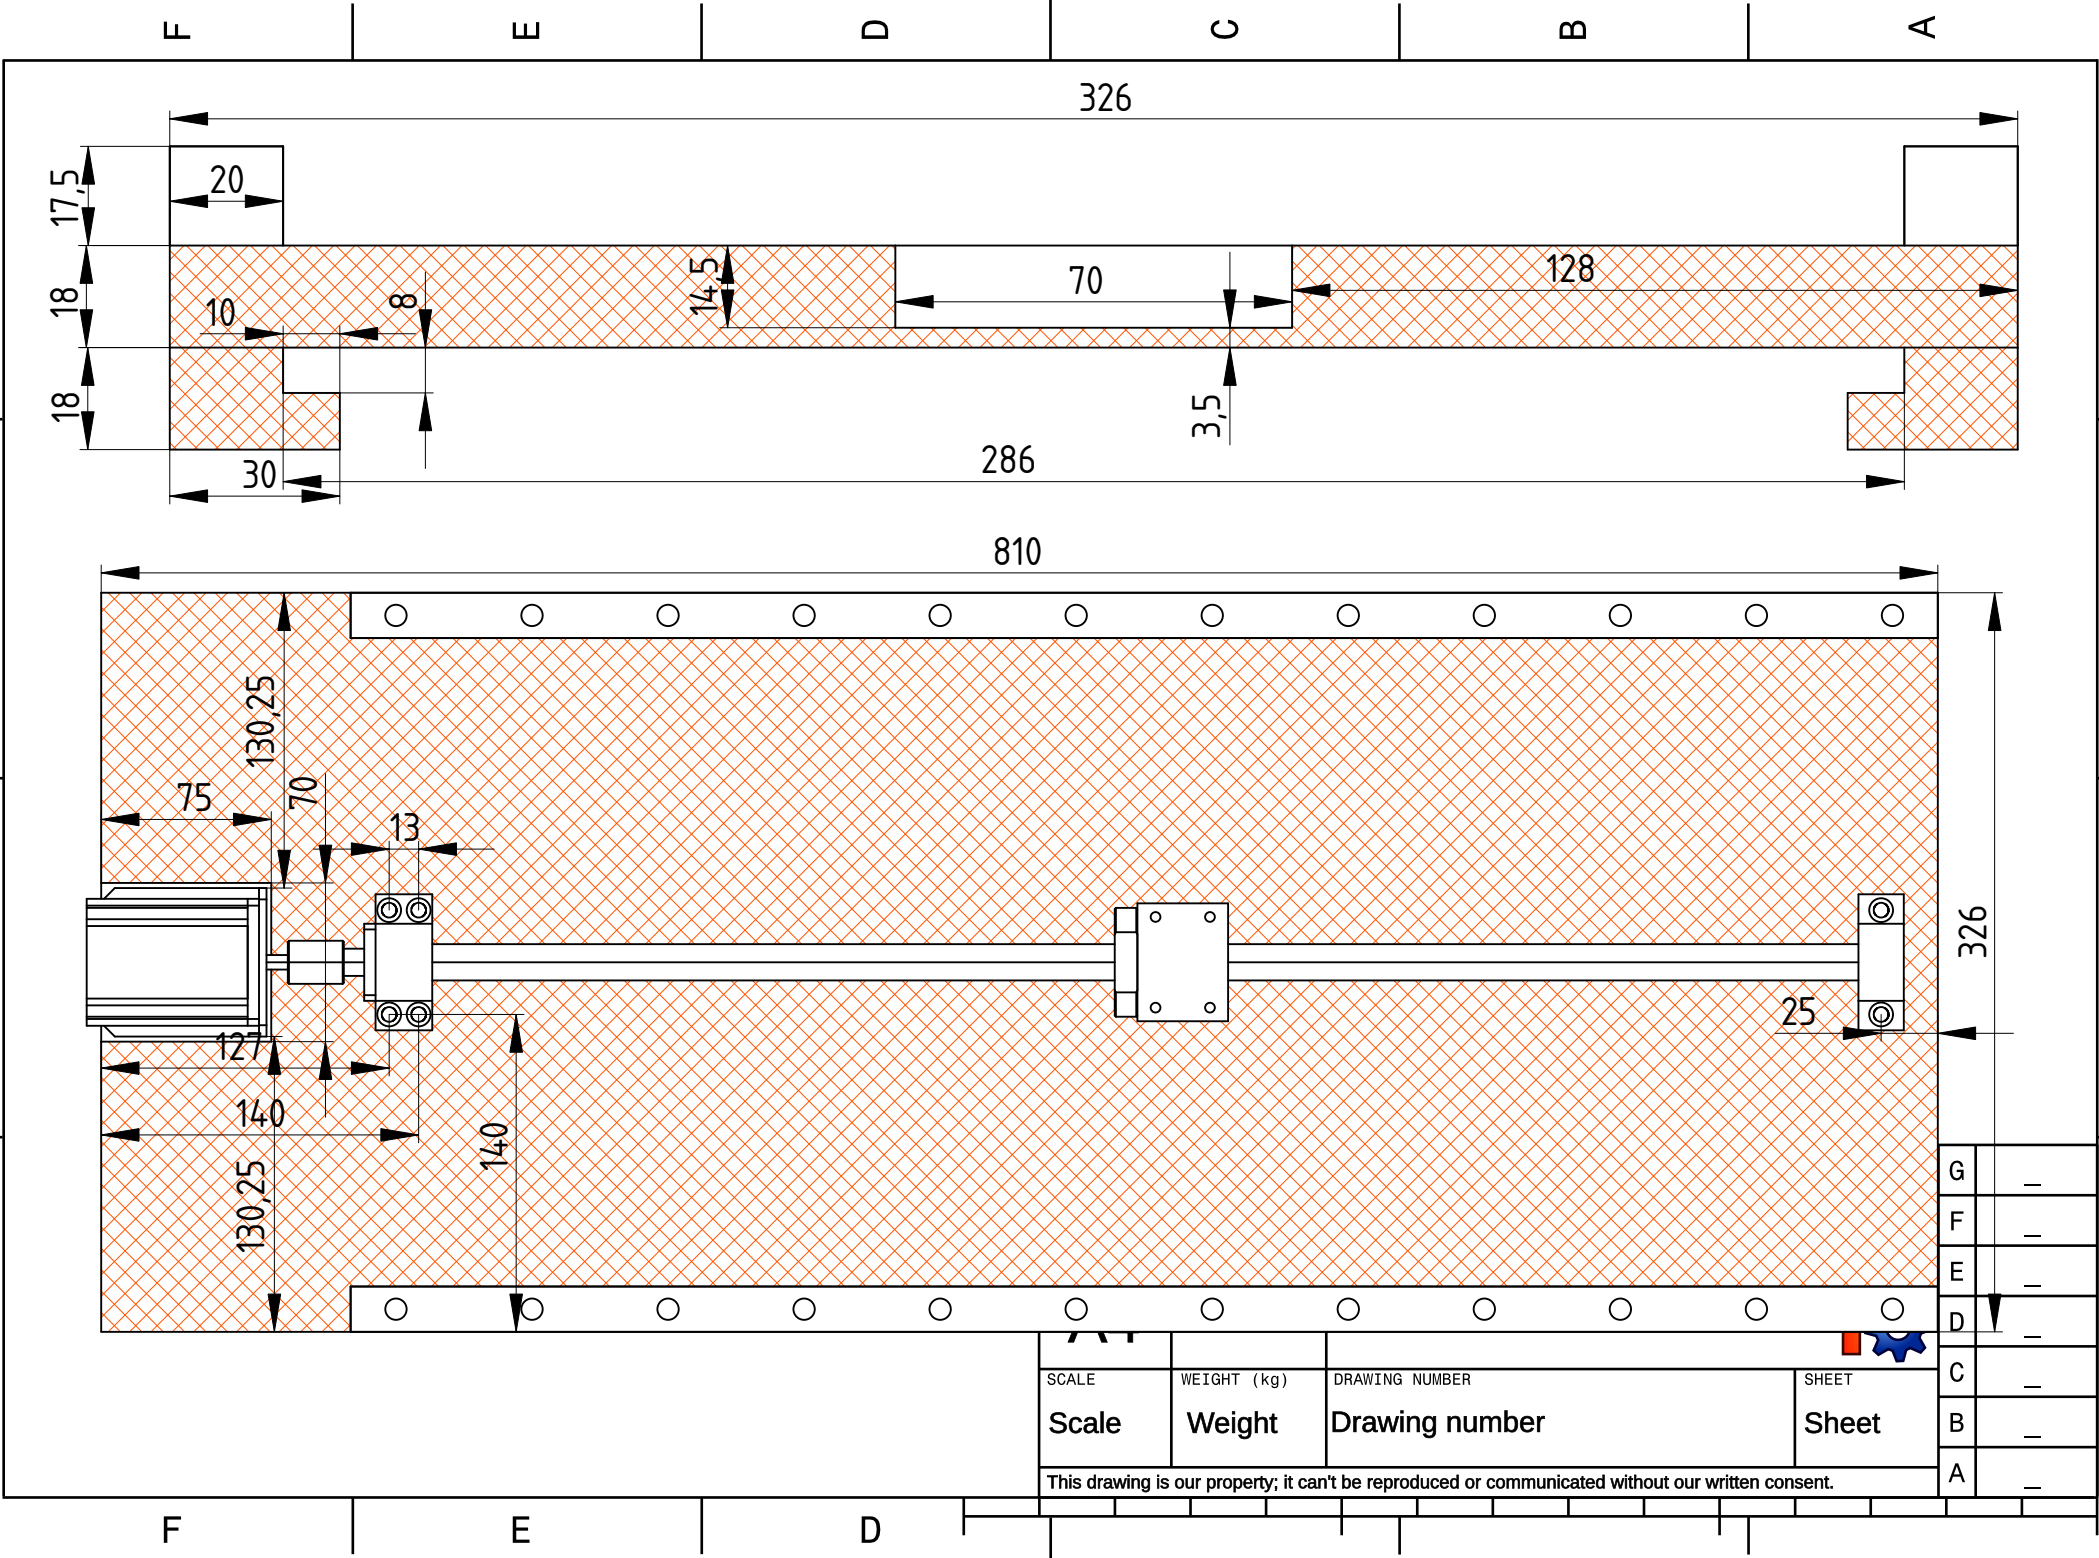 F E D C B A
326
17,5
20
18
10
8
14,5
70
128
18
3,5
30
286
810
130,25
75
70
13
326
25
127
140
140
130,25
G _
F _
E _
D _
C _
B _
A _
SCALE WEIGHT (kg) DRAWING NUMBER SHEET
Scale Weight Drawing number Sheet
This drawing is our property; it can't be reproduced or communicated without our written consent.
F E D